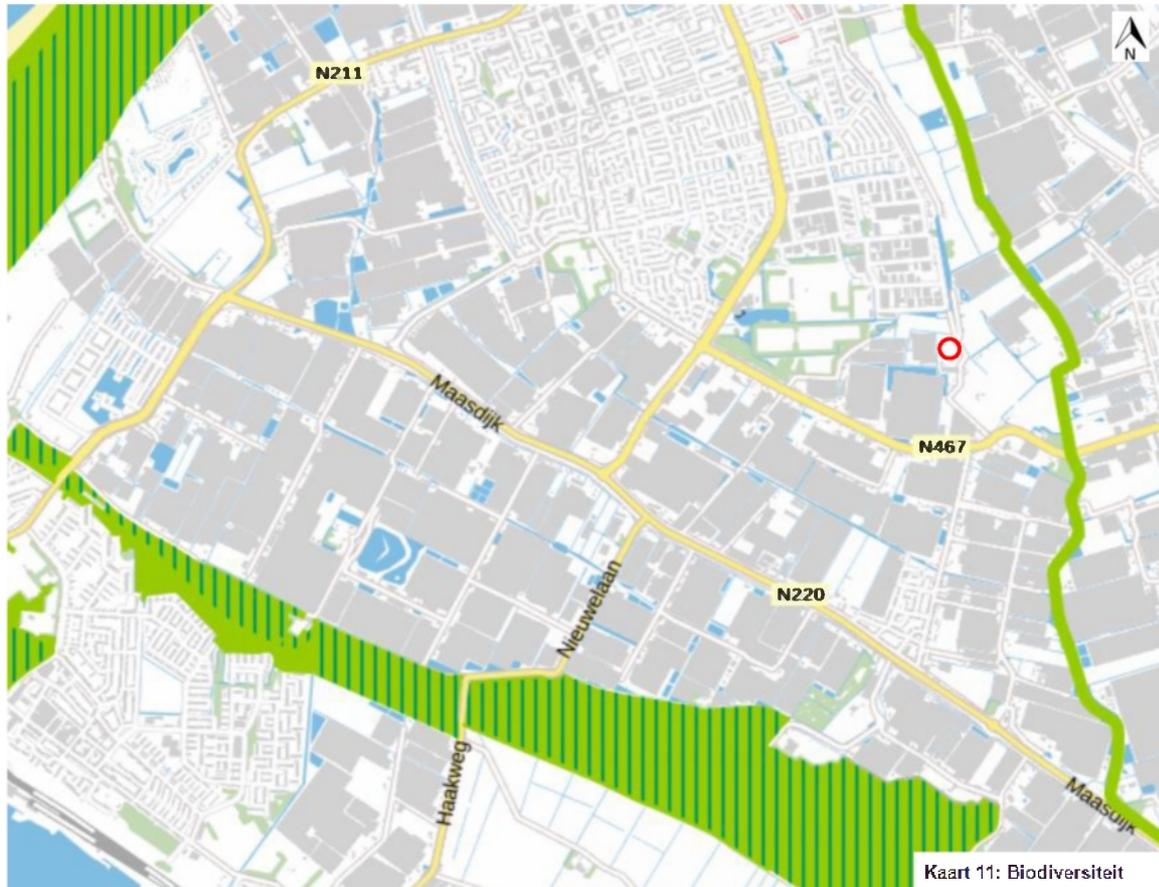 N
N211
Maasdijk
N467
Nieuwelaan
N220
Haakweg
Maasdijk
Kaart 11: Biodiversiteit